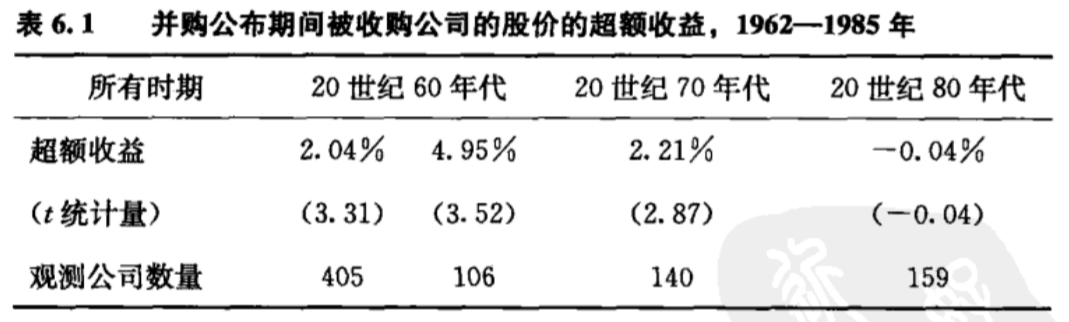 表 6.1 并购公布期间被收购公司的股价的超额收益，1962—1985 年
所有时期 20 世纪 60 年代 20 世纪 70 年代 20 世纪 80 年代
超额收益 2.04% 4.95% 2.21% −0.04%
(t 统计量) (3.31) (3.52) (2.87) (−0.04)
观测公司数量 405 106 140 159